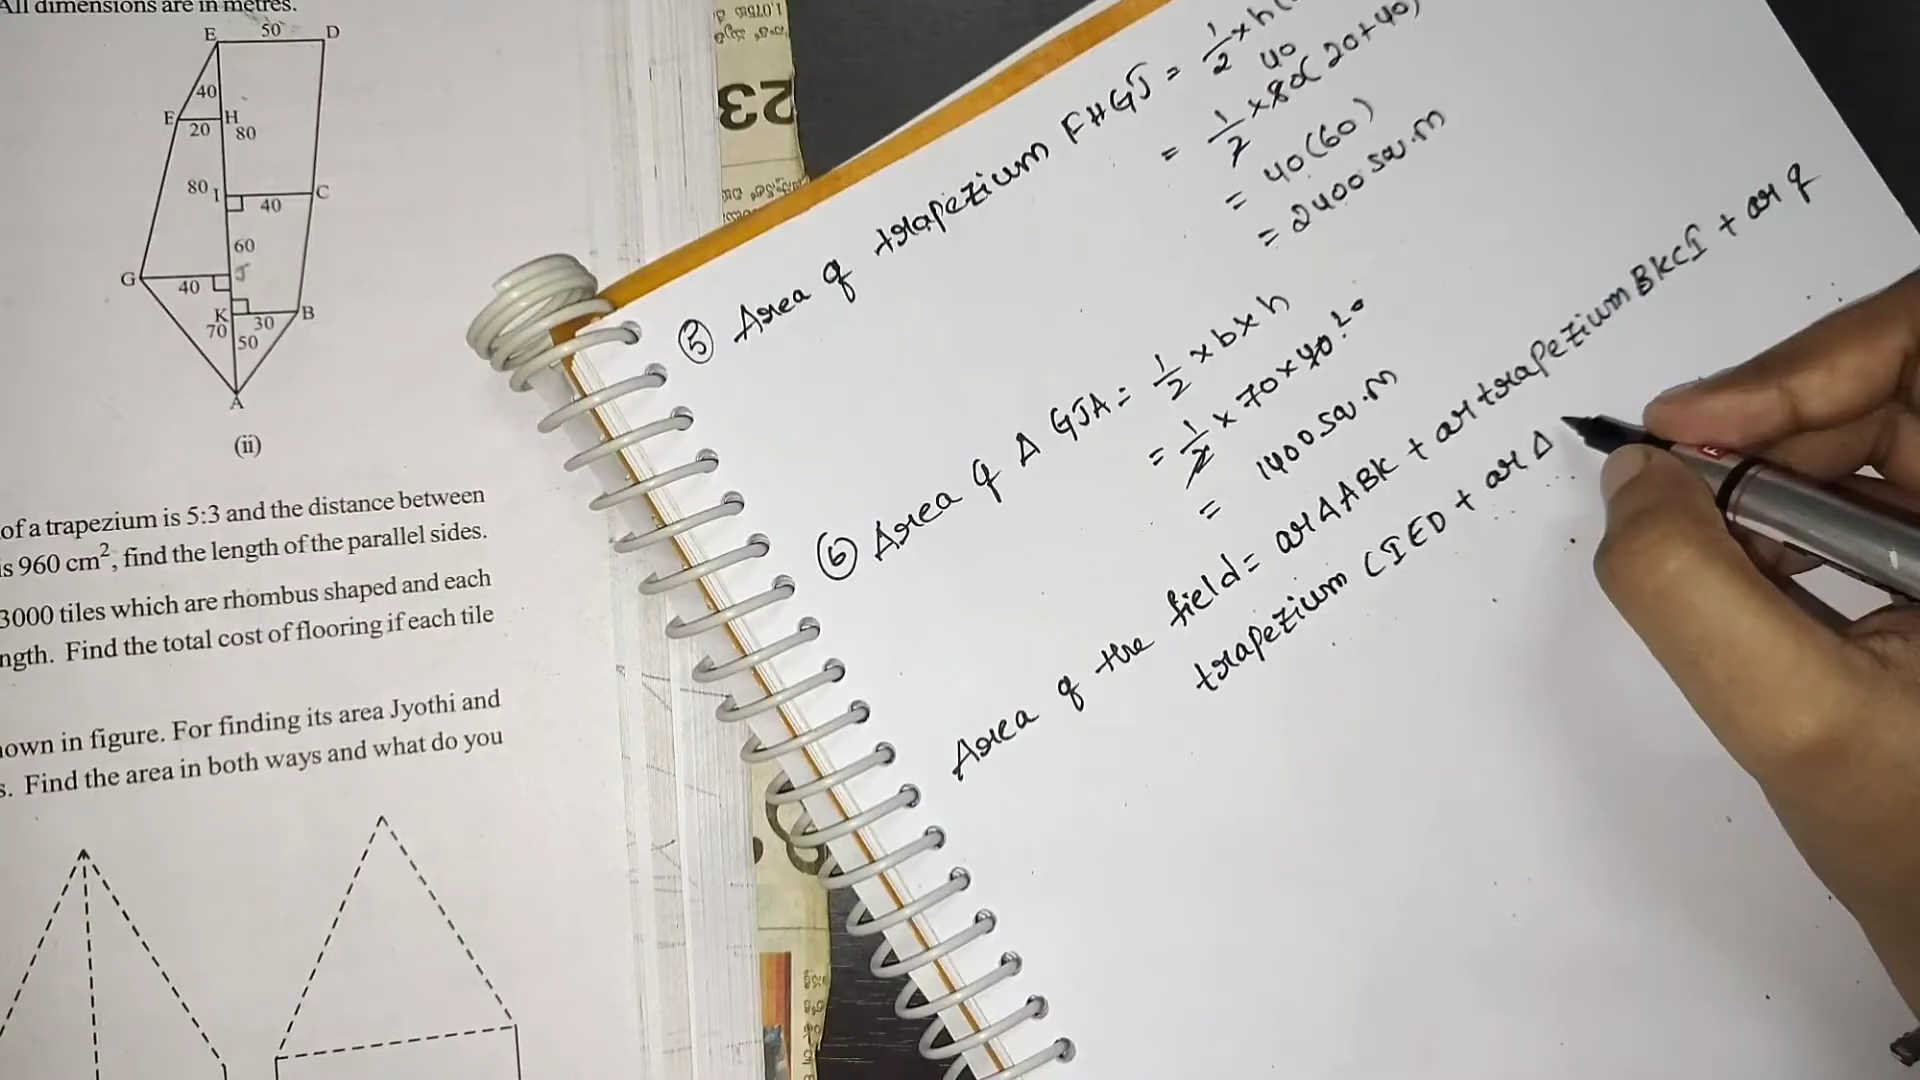 All dimensions are in metres.
E 50 D
40
F H
20 80
80 I C
40
60
G J
40
K B
70 30
50
A
(ii)
of a trapezium is 5:3 and the distance between
is 960 cm², find the length of the parallel sides.
3000 tiles which are rhombus shaped and each
ngth. Find the total cost of flooring if each tile
own in figure. For finding its area Jyothi and
s. Find the area in both ways and what do you
23
⑤ Area of trapezium FHGJ = 1/2 × h(
40
= 1/2 × 80(20+40)
= 40(60)
= 2400 sq.m
⑥ Area of Δ GJA = 1/2 × b × h
= 1/2 × 70 × 40 20
= 1400 sq.m
Area of the field = ar Δ ABK + ar trapezium BKCI + ar of
trapezium CIED + ar Δ